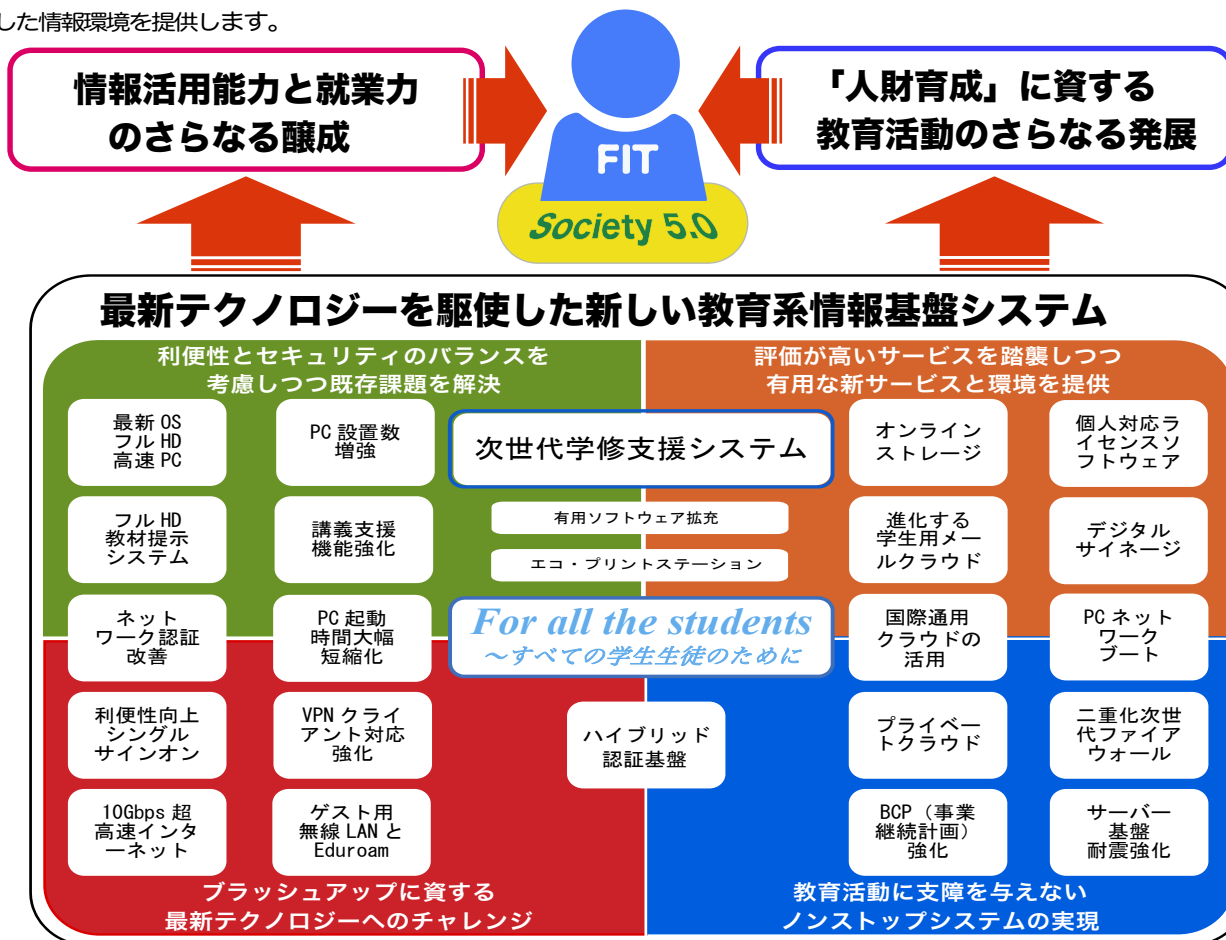 した情報環境を提供します。
情報活用能力と就業力
のさらなる醸成
FIT
Society 5.0
「人財育成」に資する
教育活動のさらなる発展
最新テクノロジーを駆使した新しい教育系情報基盤システム
利便性とセキュリティのバランスを
考慮しつつ既存課題を解決
評価が高いサービスを踏襲しつつ
有用な新サービスと環境を提供
最新 OS
フル HD
高速 PC
PC 設置数
増強
次世代学修支援システム
オンライン
ストレージ
個人対応ラ
イセンスソ
フトウェア
フル HD
教材提示
システム
講義支援
機能強化
有用ソフトウェア拡充
エコ・プリントステーション
進化する
学生用メー
ルクラウド
デジタル
サイネージ
ネット
ワーク認証
改善
PC 起動
時間大幅
短縮化
For all the students
～すべての学生生徒のために
国際通用
クラウドの
活用
PC ネット
ワーク
ブート
利便性向上
シングル
サインオン
VPN クライ
アント対応
強化
ハイブリッド
認証基盤
プライベー
トクラウド
二重化次世
代ファイア
ウォール
10Gbps 超
高速インタ
ーネット
ゲスト用
無線 LAN と
Eduroam
BCP（事業
継続計画）
強化
サーバー
基盤
耐震強化
ブラッシュアップに資する
最新テクノロジーへのチャレンジ
教育活動に支障を与えない
ノンストップシステムの実現